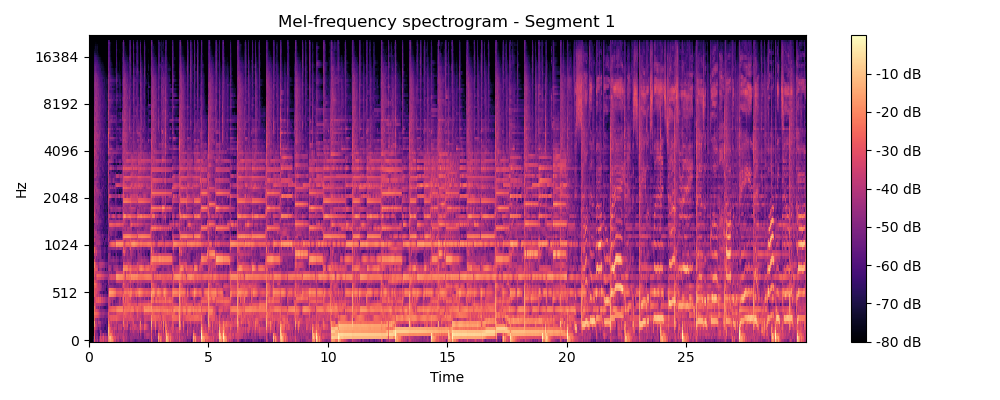 Mel-frequency spectrogram - Segment 1
Hz
16384
8192
4096
2048
1024
512
0
0 5 10 15 20 25
Time
-10 dB
-20 dB
-30 dB
-40 dB
-50 dB
-60 dB
-70 dB
-80 dB